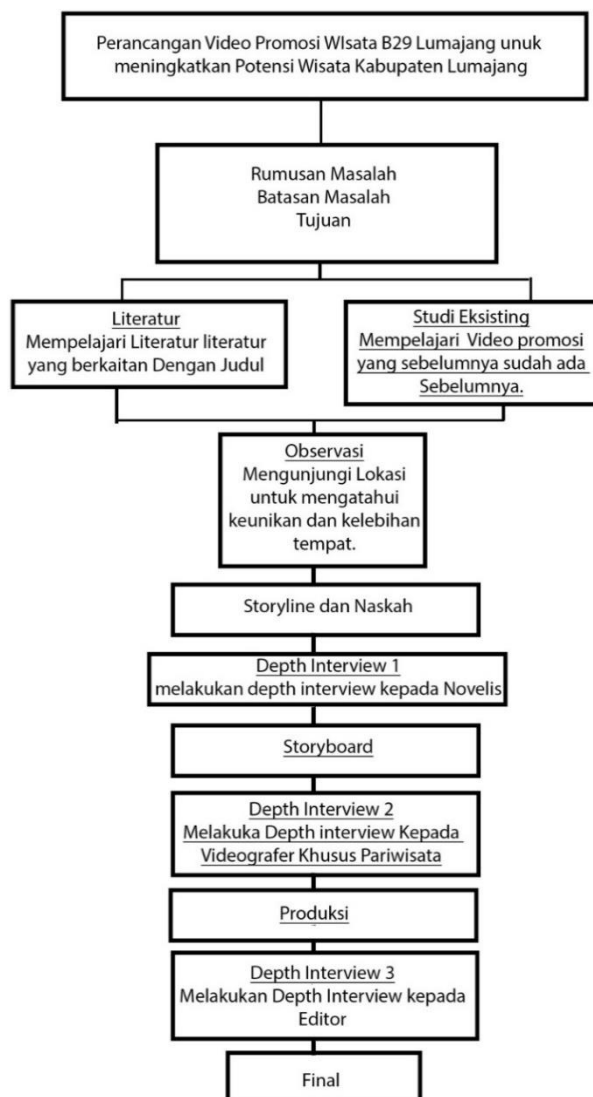 Perancangan Video Promosi WIsata B29 Lumajang unuk
meningkatkan Potensi Wisata Kabupaten Lumajang
Rumusan Masalah
Batasan Masalah
Tujuan
Literatur
Mempelajari Literatur literatur
yang berkaitan Dengan Judul
Studi Eksisting
Mempelajari Video promosi
yang sebelumnya sudah ada
Sebelumnya.
Observasi
Mengunjungi Lokasi
untuk mengatahui
keunikan dan kelebihan
tempat.
Storyline dan Naskah
Depth Interview 1
melakukan depth interview kepada Novelis
Storyboard
Depth Interview 2
Melakuka Depth interview Kepada
Videografer Khusus Pariwisata
Produksi
Depth Interview 3
Melakukan Depth Interview kepada
Editor
Final